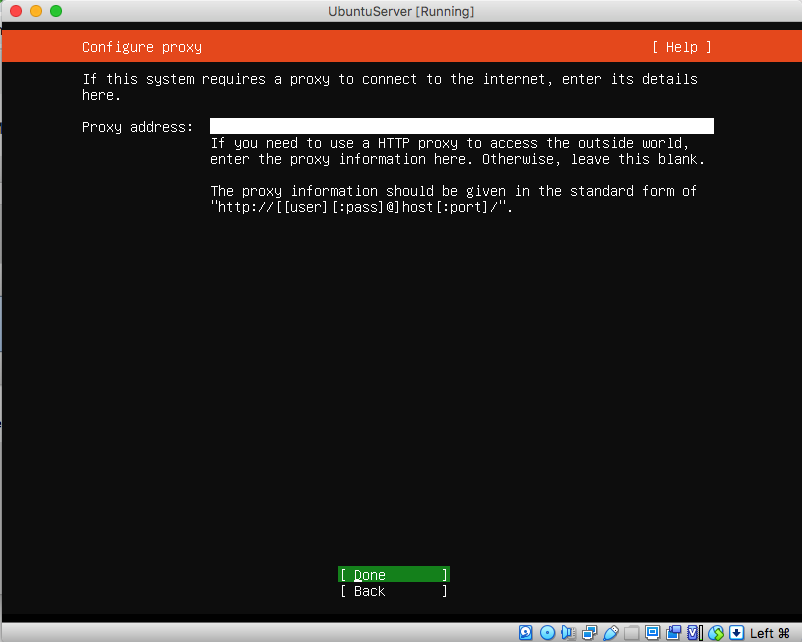 UbuntuServer [Running]
Configure proxy [ Help ]
If this system requires a proxy to connect to the internet, enter its details
here.
Proxy address:
If you need to use a HTTP proxy to access the outside world,
enter the proxy information here. Otherwise, leave this blank.
The proxy information should be given in the standard form of
"http://[[user][:pass]@]host[:port]/".
[ Done ]
[ Back ]
Left ⌘